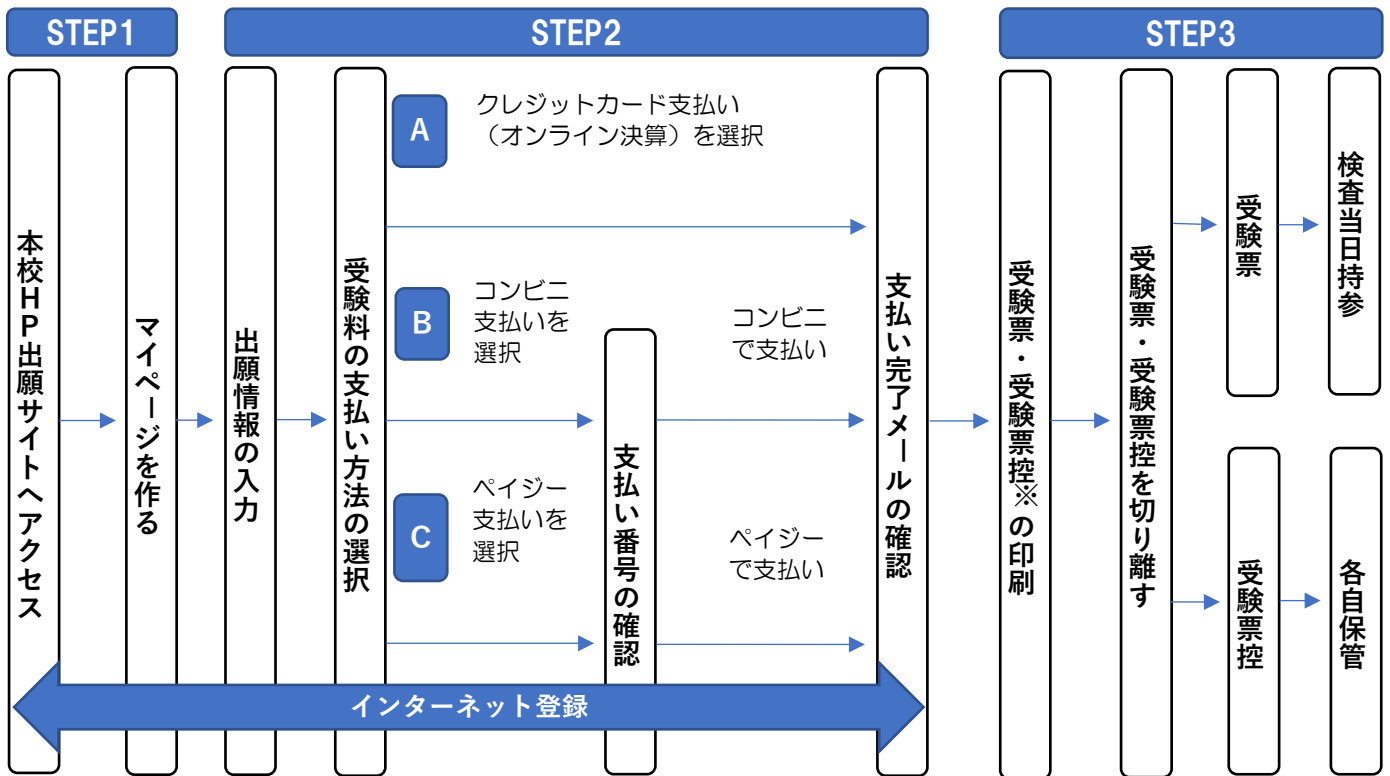 STEP1
STEP2
STEP3
本校HP出願サイトへアクセス
マイページを作る
出願情報の入力
受験料の支払い方法の選択
A
クレジットカード支払い
（オンライン決算）を選択
B
コンビニ
支払いを
選択
コンビニ
で支払い
C
ペイジー
支払いを
選択
支払い番号の確認
ペイジー
で支払い
支払い完了メールの確認
インターネット登録
受験票・受験票控※の印刷
受験票・受験票控を切り離す
受験票
検査当日持参
受験票控
各自保管